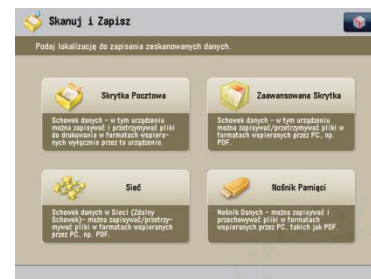 Skanuj i Zapisz
Podaj lokalizację do zapisania zeskanowanych danych.
Skrytka Pocztowa
Schowek danych - w tym urządzeniu
można zapisywać i przetrzymywać pliki
do drukowania w formatach wspiera-
nych wyłącznie przez to urządzenie.
Zaawansowana Skrytka
Schowek danych - w tym urządzeniu
można zapisywać/przetrzymywać pliki w
formatach wspieranych przez PC, np.
PDF.
Sieć
Schowek danych w Sieci (Zdalny
Schowek)- można zapisywać/przetrzy-
mywać pliki w formatach wspieranych
przez PC, np. PDF.
Nośnik Pamięci
Nośnik Danych - można zapisywać i
przechowywać pliki w formatach
wspieranych przez PC, takich jak PDF.